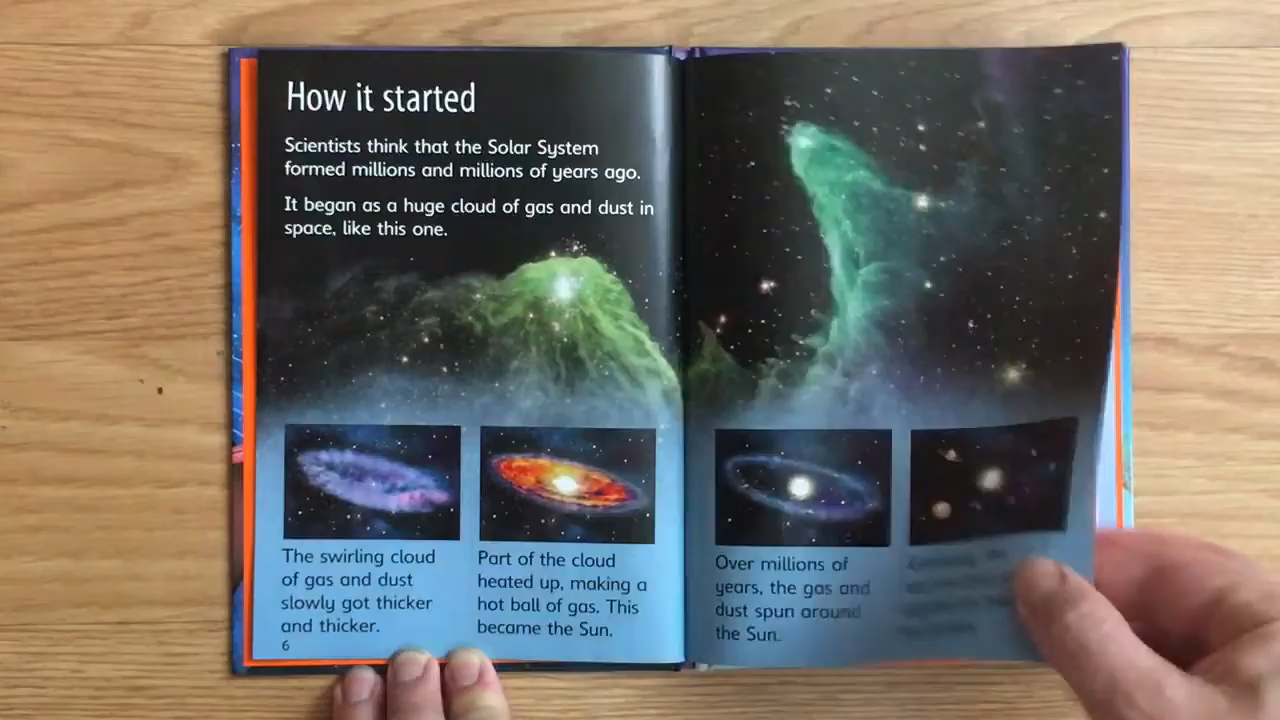 How it started
Scientists think that the Solar System
formed millions and millions of years ago.
It began as a huge cloud of gas and dust in
space, like this one.
The swirling cloud
of gas and dust
slowly got thicker
and thicker.
Part of the cloud
heated up, making a
hot ball of gas. This
became the Sun.
Over millions of
years, the gas and
dust spun around
the Sun.
6